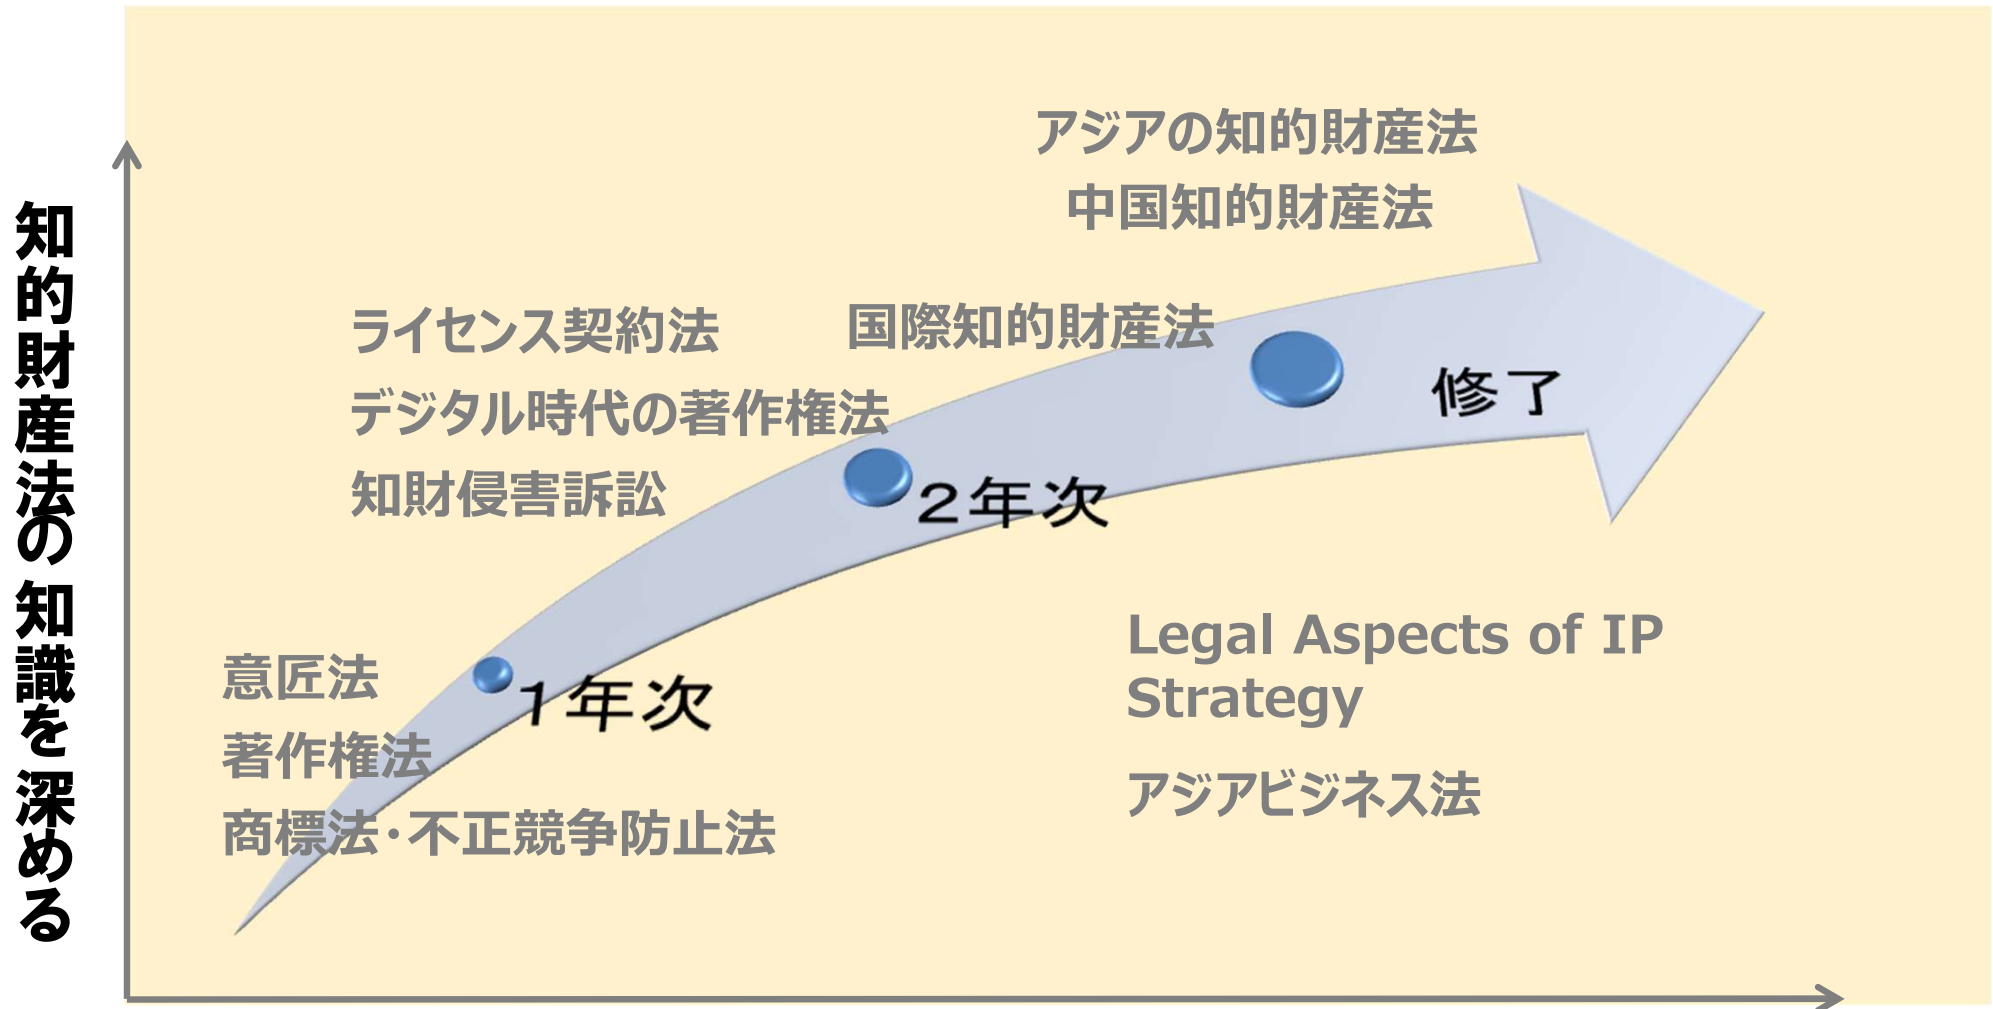 知的財産法の知識を深める
アジアの知的財産法
中国知的財産法
ライセンス契約法
国際知的財産法
デジタル時代の著作権法
知財侵害訴訟
修了
2年次
意匠法
1年次
著作権法
商標法・不正競争防止法
Legal Aspects of IP
Strategy
アジアビジネス法